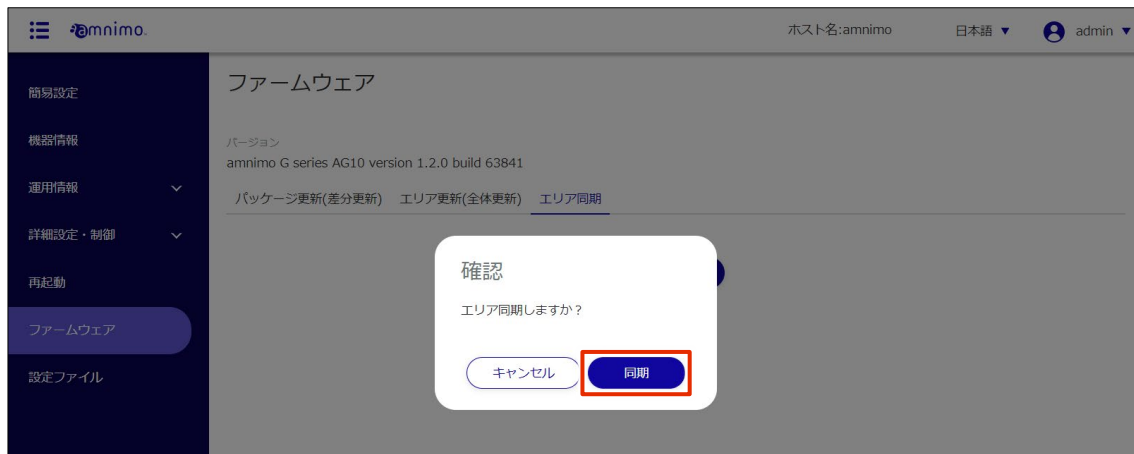 amnimo.
ホスト名:amnimo
日本語 ▼
admin ▼
簡易設定
機器情報
運用情報
詳細設定・制御
再起動
ファームウェア
設定ファイル
ファームウェア
バージョン
amnimo G series AG10 version 1.2.0 build 63841
パッケージ更新(差分更新) エリア更新(全体更新) エリア同期
確認
エリア同期しますか？
キャンセル 同期